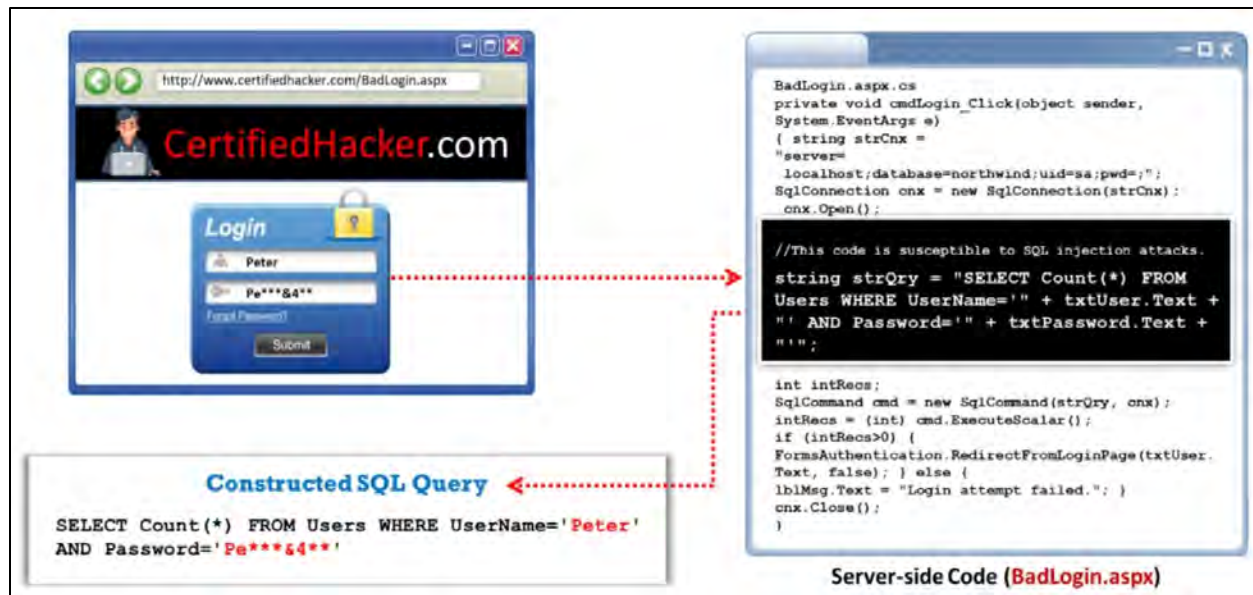 http://www.certifiedhacker.com/BadLogin.aspx
CertifiedHacker.com
Login
Peter
Pe***&4**
Forgot Password?
Submit
Constructed SQL Query
SELECT Count(*) FROM Users WHERE UserName='Peter'
AND Password='Pe***&4**'
BadLogin.aspx.cs
private void cmdLogin_Click(object sender,
System.EventArgs e)
{ string strCnx =
"server=
localhost;database=northwind;uid=sa;pwd=;";
SqlConnection cnx = new SqlConnection(strCnx);
cnx.Open();
//This code is susceptible to SQL injection attacks.
string strQry = "SELECT Count(*) FROM
Users WHERE UserName='" + txtUser.Text +
"' AND Password='" + txtPassword.Text +
"'";
int intRecs;
SqlCommand cmd = new SqlCommand(strQry, cnx);
intRecs = (int) cmd.ExecuteScalar();
if (intRecs>0) {
FormsAuthentication.RedirectFromLoginPage(txtUser.
Text, false); } else {
lblMsg.Text = "Login attempt failed."; }
cnx.Close();
}
Server-side Code (BadLogin.aspx)